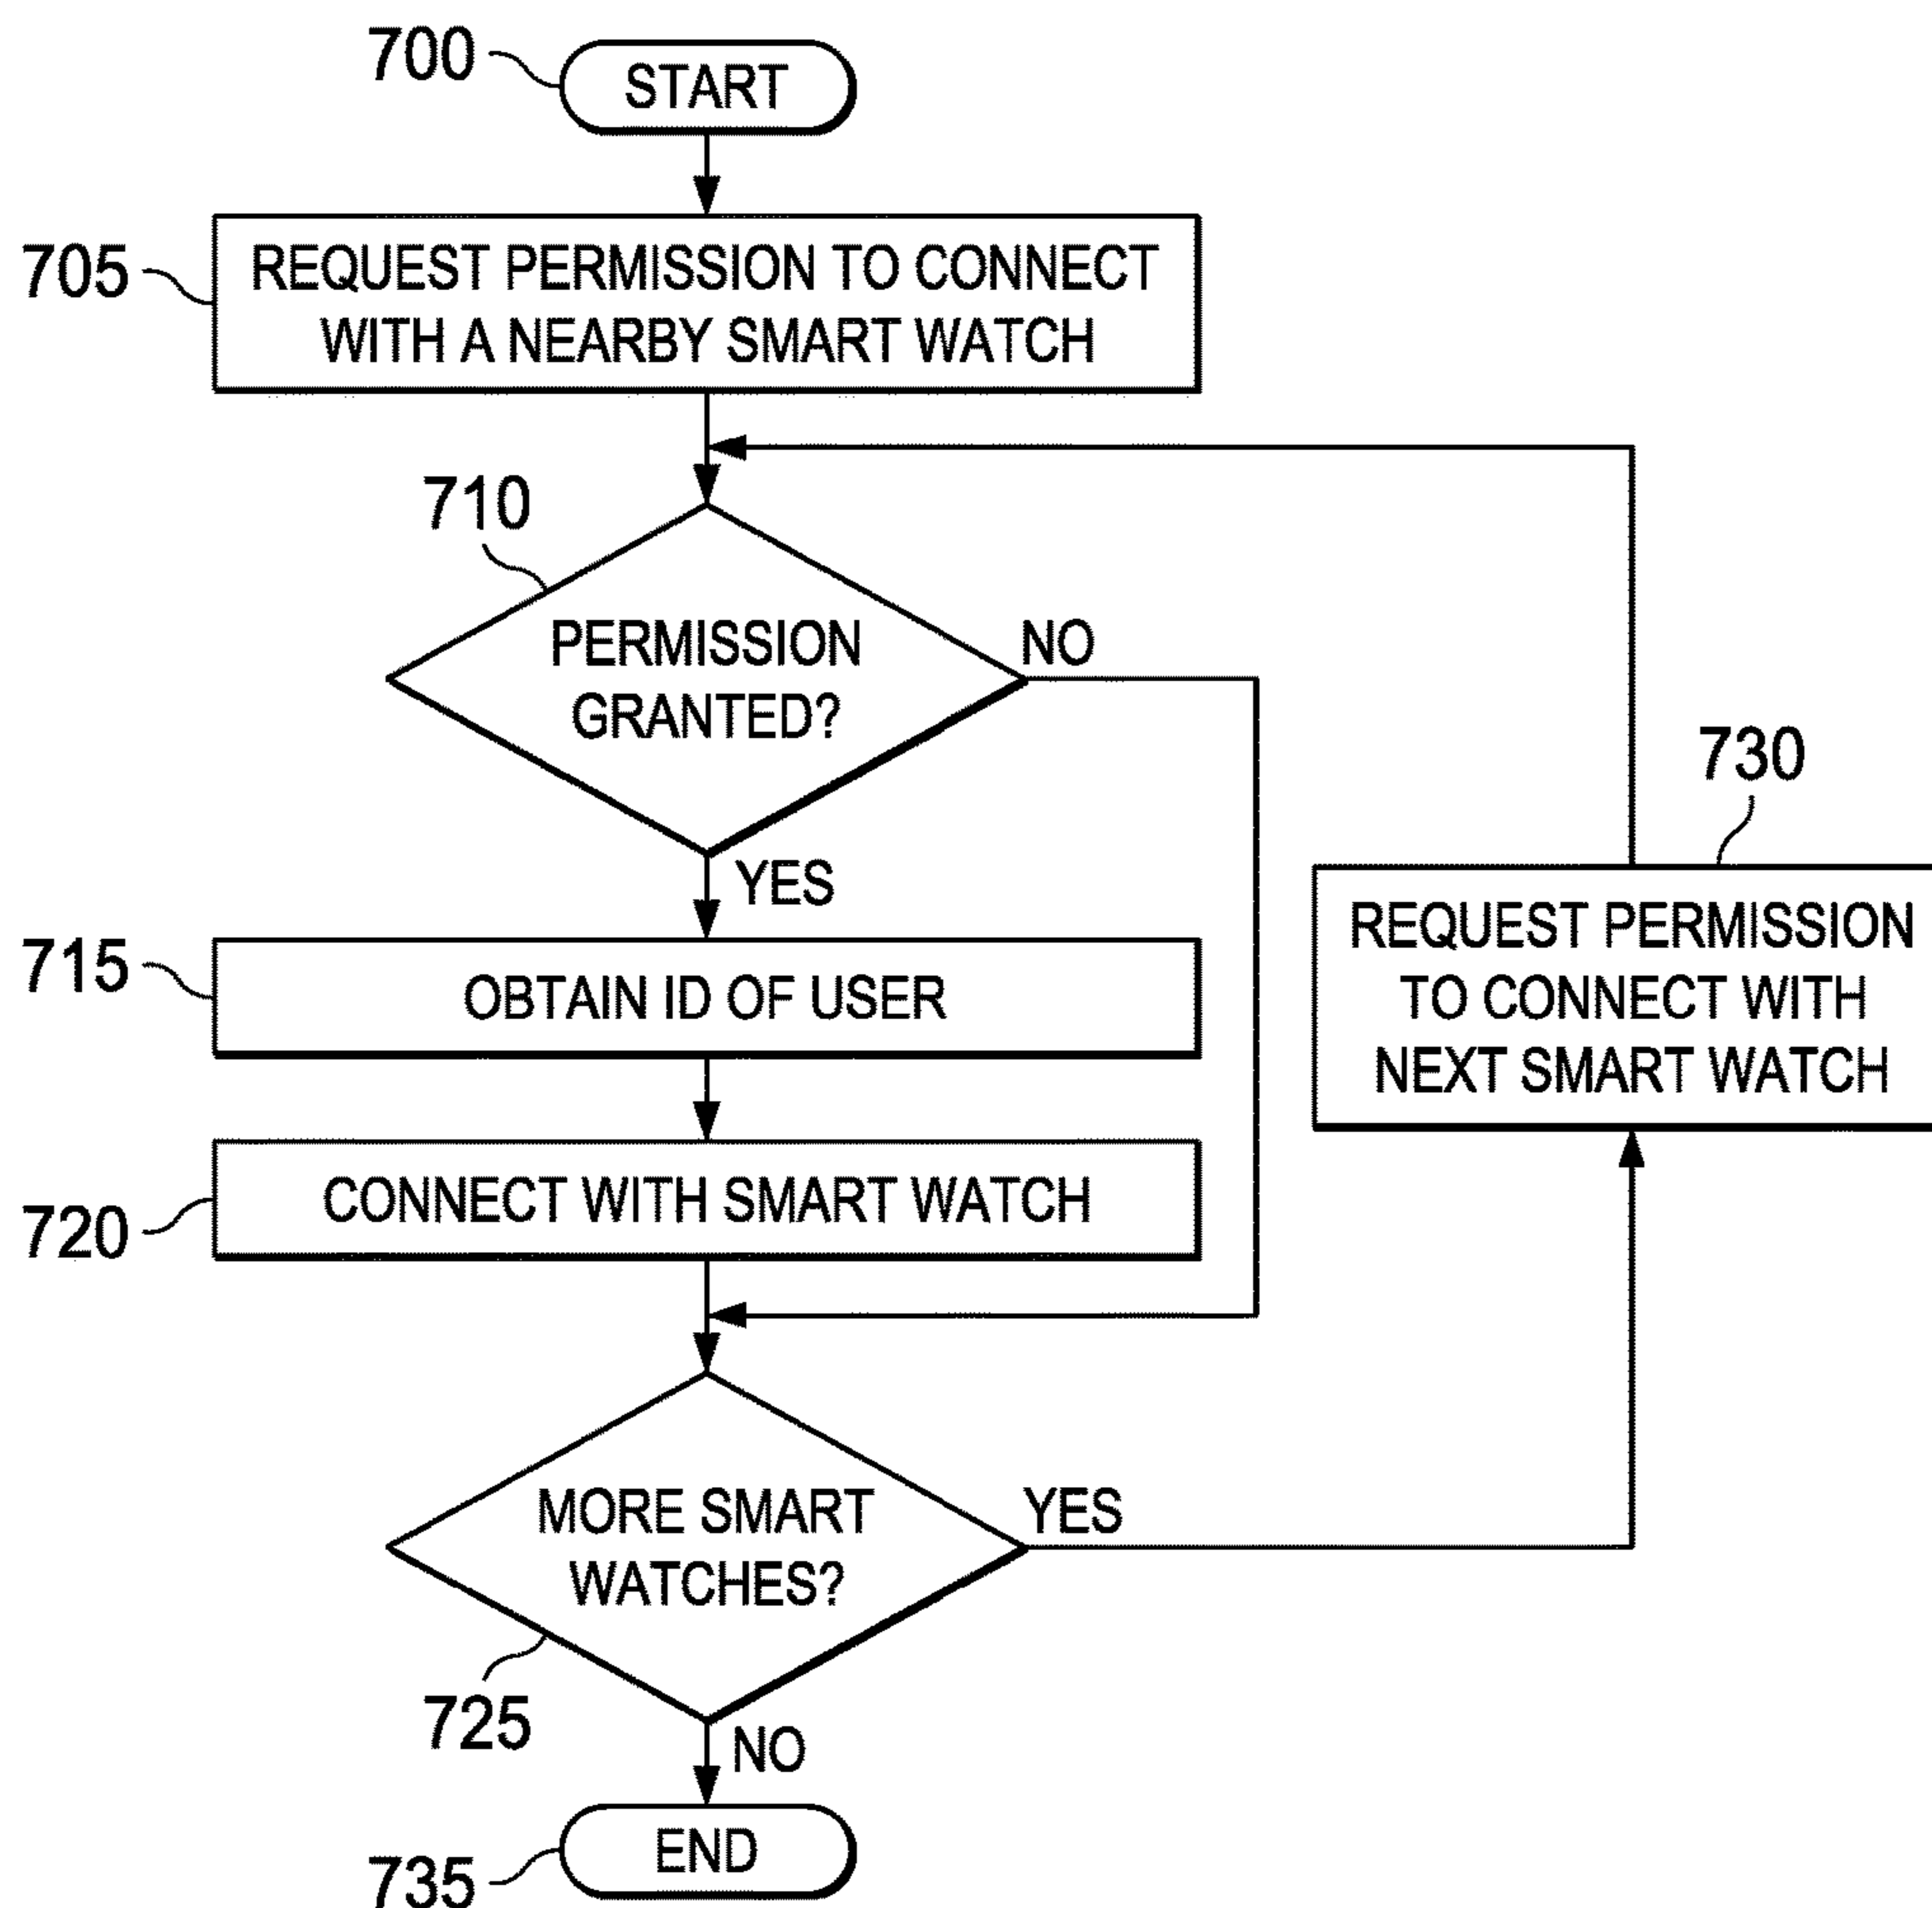 700
START
705
REQUEST PERMISSION TO CONNECT
WITH A NEARBY SMART WATCH
710
PERMISSION
GRANTED?
NO
YES
715
OBTAIN ID OF USER
720
CONNECT WITH SMART WATCH
730
REQUEST PERMISSION
TO CONNECT WITH
NEXT SMART WATCH
MORE SMART
WATCHES?
YES
725
NO
735
END